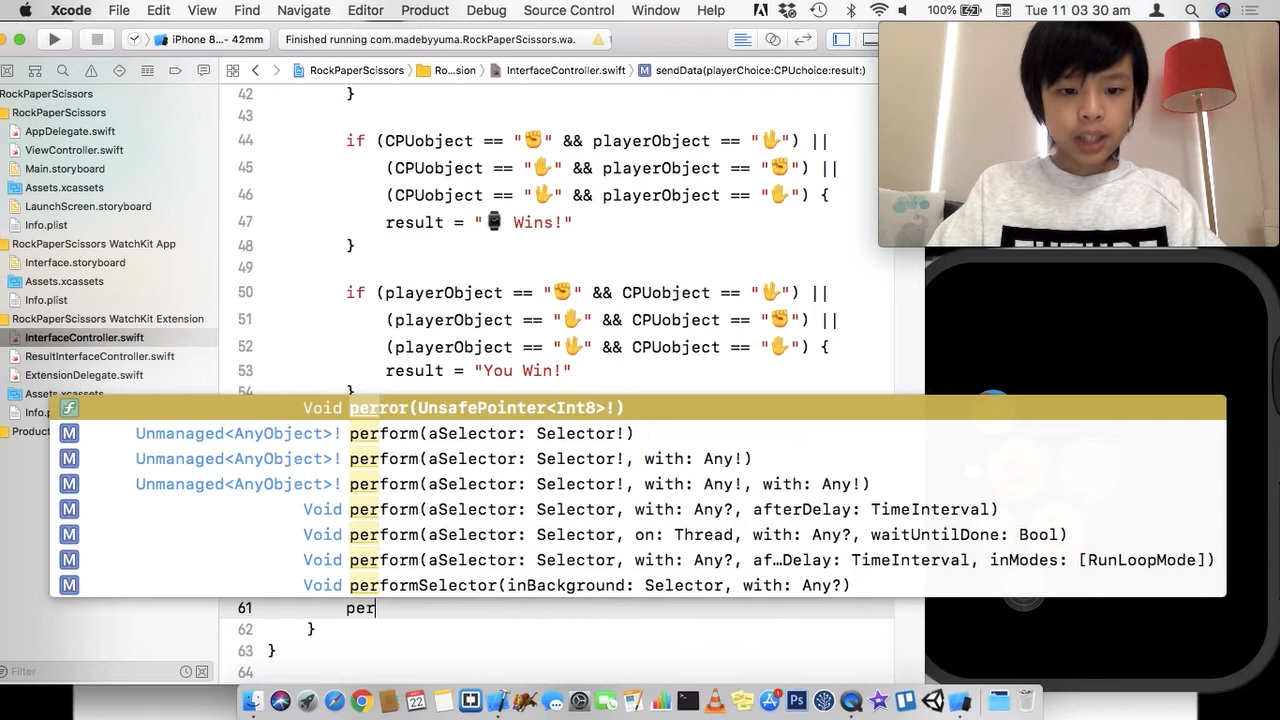 Xcode File Edit View Find Navigate Editor Product Debug Source Control Window Help 100% Tue 11 03 30 am
iPhone 8... - 42mm Finished running com.madebyyuma.RockPaperScissors.wa...
RockPaperScissors Ro...sion InterfaceController.swift M sendData(playerChoice:CPUchoice:result:)
RockPaperScissors
RockPaperScissors
AppDelegate.swift
ViewController.swift
Main.storyboard
Assets.xcassets
LaunchScreen.storyboard
Info.plist
RockPaperScissors WatchKit App
Interface.storyboard
Assets.xcassets
Info.plist
RockPaperScissors WatchKit Extension
InterfaceController.swift
ResultInterfaceController.swift
ExtensionDelegate.swift
Assets.xcassets
Info.p
Product
Filter
42 }
43
44 if (CPUobject == "✊" && playerObject == "🖖") ||
45 (CPUobject == "✋" && playerObject == "✊") ||
46 (CPUobject == "🖖" && playerObject == "✋") {
47 result = "⌚ Wins!"
48 }
49
50 if (playerObject == "✊" && CPUobject == "🖖") ||
51 (playerObject == "✋" && CPUobject == "✊") ||
52 (playerObject == "🖖" && CPUobject == "✋") {
53 result = "You Win!"
54 }
f Void perror(UnsafePointer<Int8>!)
M Unmanaged<AnyObject>! perform(aSelector: Selector!)
M Unmanaged<AnyObject>! perform(aSelector: Selector!, with: Any!)
M Unmanaged<AnyObject>! perform(aSelector: Selector!, with: Any!, with: Any!)
M Void perform(aSelector: Selector, with: Any?, afterDelay: TimeInterval)
M Void perform(aSelector: Selector, on: Thread, with: Any?, waitUntilDone: Bool)
M Void perform(aSelector: Selector, with: Any?, af…Delay: TimeInterval, inModes: [RunLoopMode])
M Void performSelector(inBackground: Selector, with: Any?)
61 per
62 }
63 }
64
22
Ps